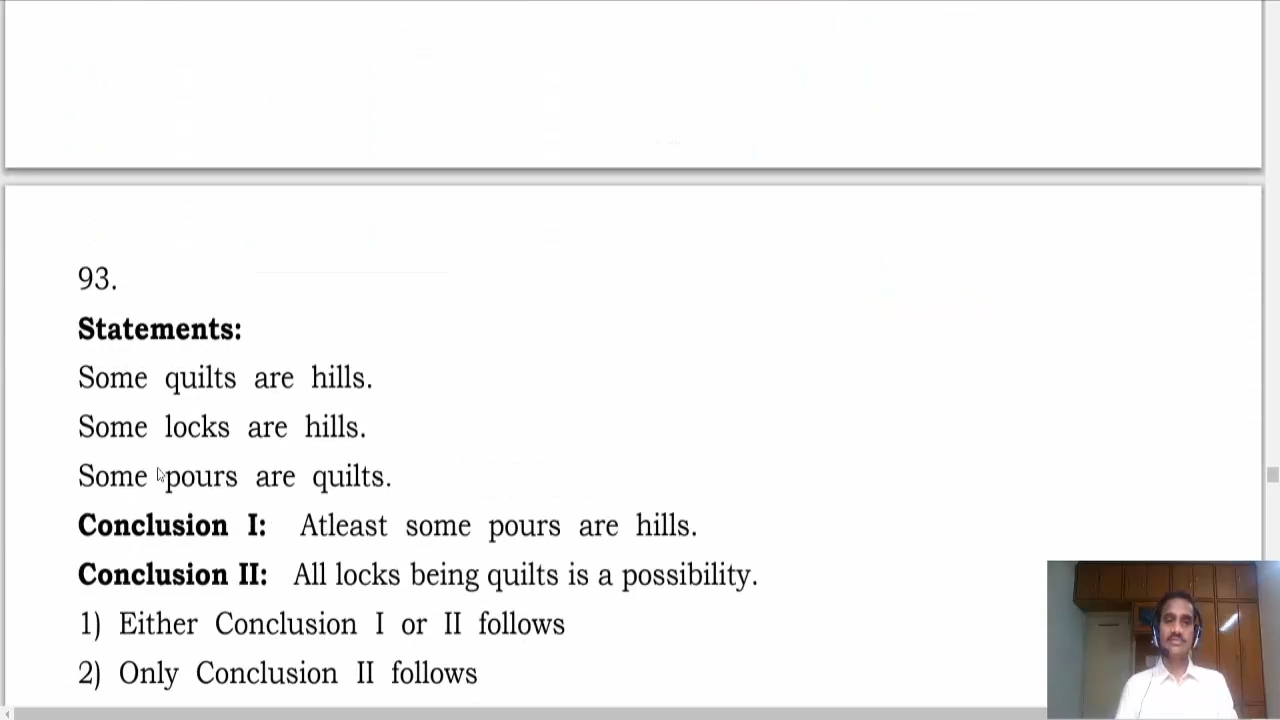 93.
Statements:
Some quilts are hills.
Some locks are hills.
Some pours are quilts.
Conclusion I: Atleast some pours are hills.
Conclusion II: All locks being quilts is a possibility.
1) Either Conclusion I or II follows
2) Only Conclusion II follows